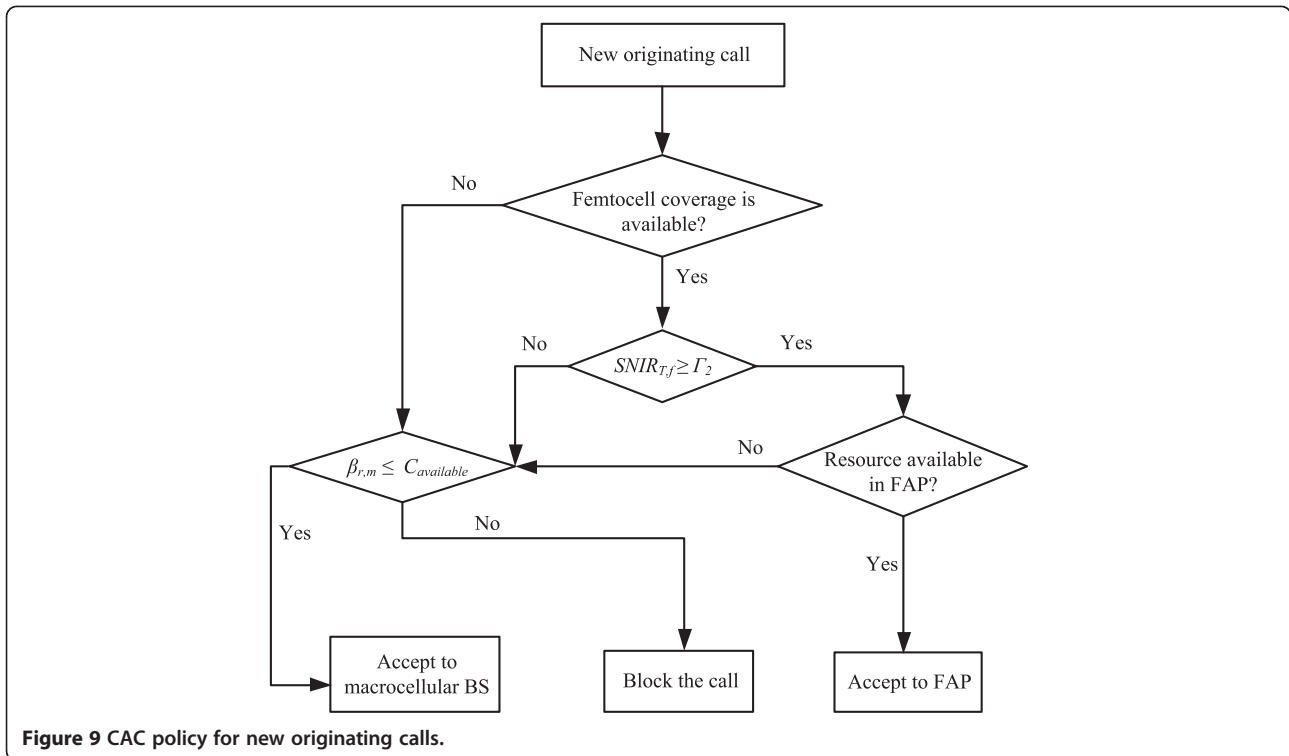 New originating call
No
Femtocell coverage is
available?
Yes
No
Yes
SNIR_{T,f} ≥ Γ_2
No
β_{r,m} ≤ C_{available}
Resource available
in FAP?
Yes
No
Yes
Accept to
macrocellular BS
Block the call
Accept to FAP
Figure 9 CAC policy for new originating calls.